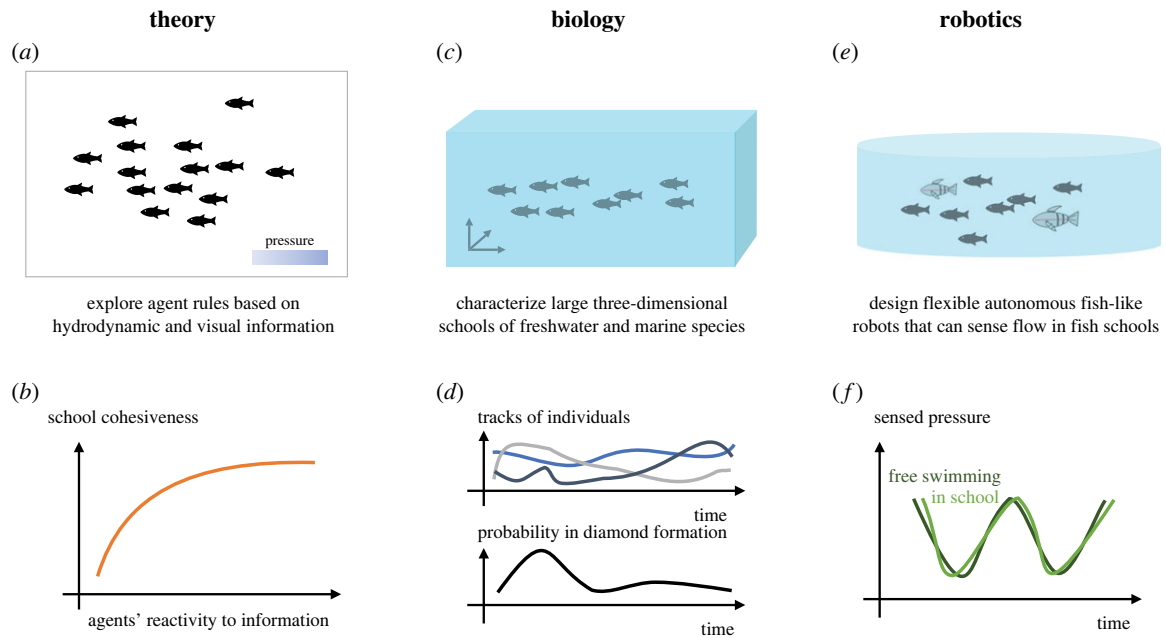 theory
biology
robotics
(a)
(c)
(e)
pressure
explore agent rules based on
hydrodynamic and visual information
characterize large three-dimensional
schools of freshwater and marine species
design flexible autonomous fish-like
robots that can sense flow in fish schools
(b)
school cohesiveness
agents’ reactivity to information
(d)
tracks of individuals
time
probability in diamond formation
time
(f)
sensed pressure
free swimming
in school
time